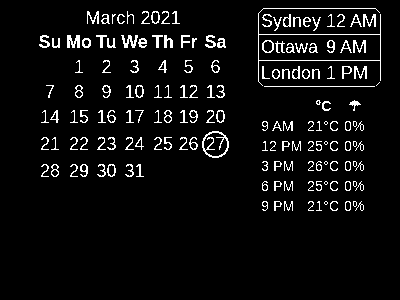 March 2021
Su Mo Tu We Th Fr Sa
1 2 3 4 5 6
7 8 9 10 11 12 13
14 15 16 17 18 19 20
21 22 23 24 25 26 27
28 29 30 31
Sydney 12 AM
Ottawa 9 AM
London 1 PM
°C
9 AM 21°C 0%
12 PM 25°C 0%
3 PM 26°C 0%
6 PM 25°C 0%
9 PM 21°C 0%